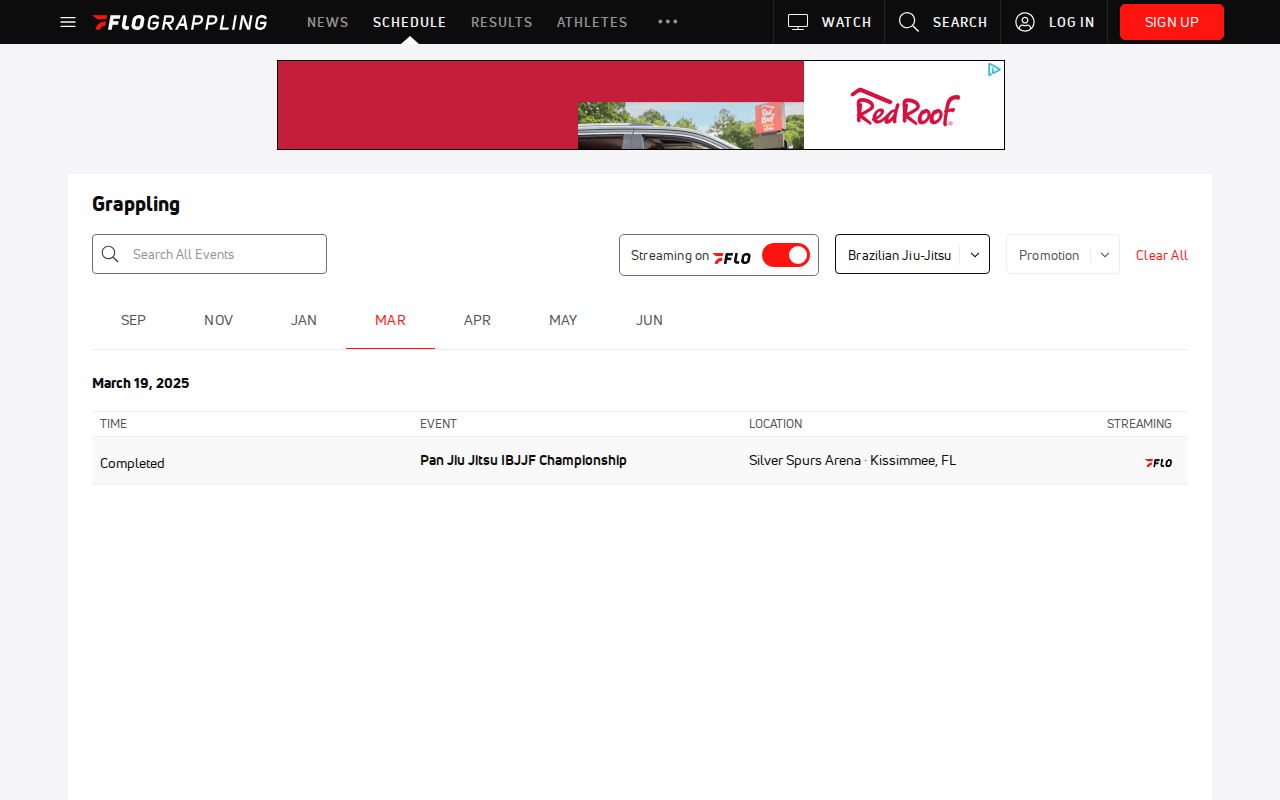 FLOGRAPPLING
NEWS
SCHEDULE
RESULTS
ATHLETES
WATCH
SEARCH
LOG IN
SIGN UP
Red Roof
Grappling
Search All Events
Streaming on FLO
Brazilian Jiu-Jitsu
Promotion
Clear All
SEP NOV JAN MAR APR MAY JUN
March 19, 2025
TIME EVENT LOCATION STREAMING
Completed Pan Jiu Jitsu IBJJF Championship Silver Spurs Arena · Kissimmee, FL FLO